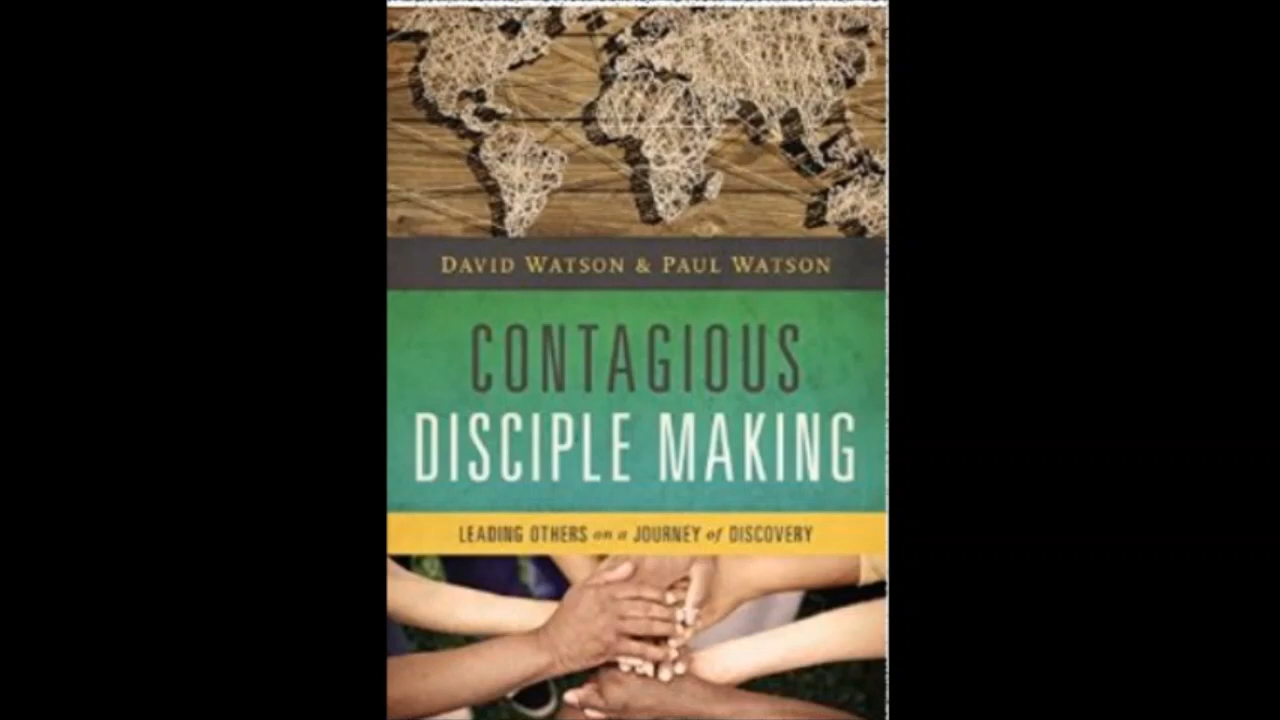 DAVID WATSON & PAUL WATSON
CONTAGIOUS
DISCIPLE MAKING
LEADING OTHERS on a JOURNEY of DISCOVERY